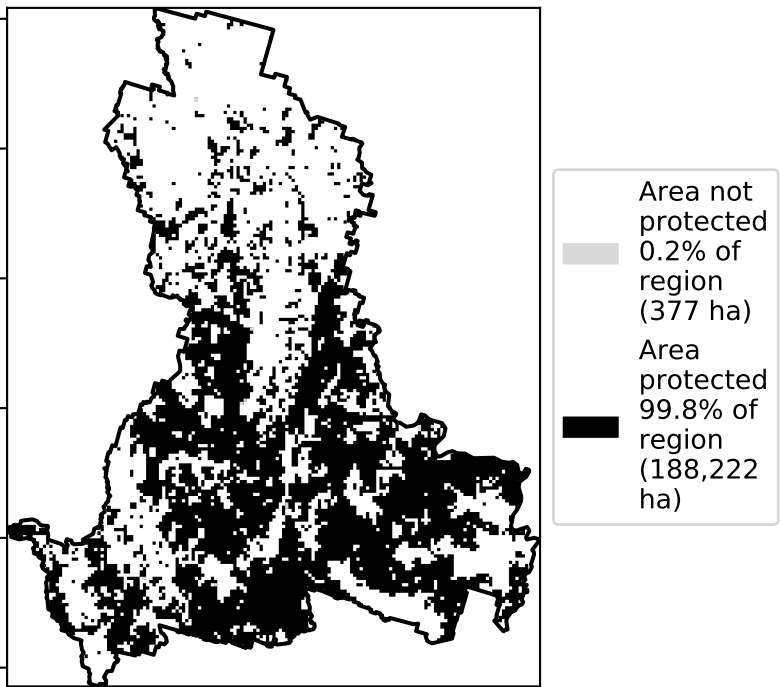 Area not
protected
0.2% of
region
(377 ha)
Area
protected
99.8% of
region
(188,222
ha)